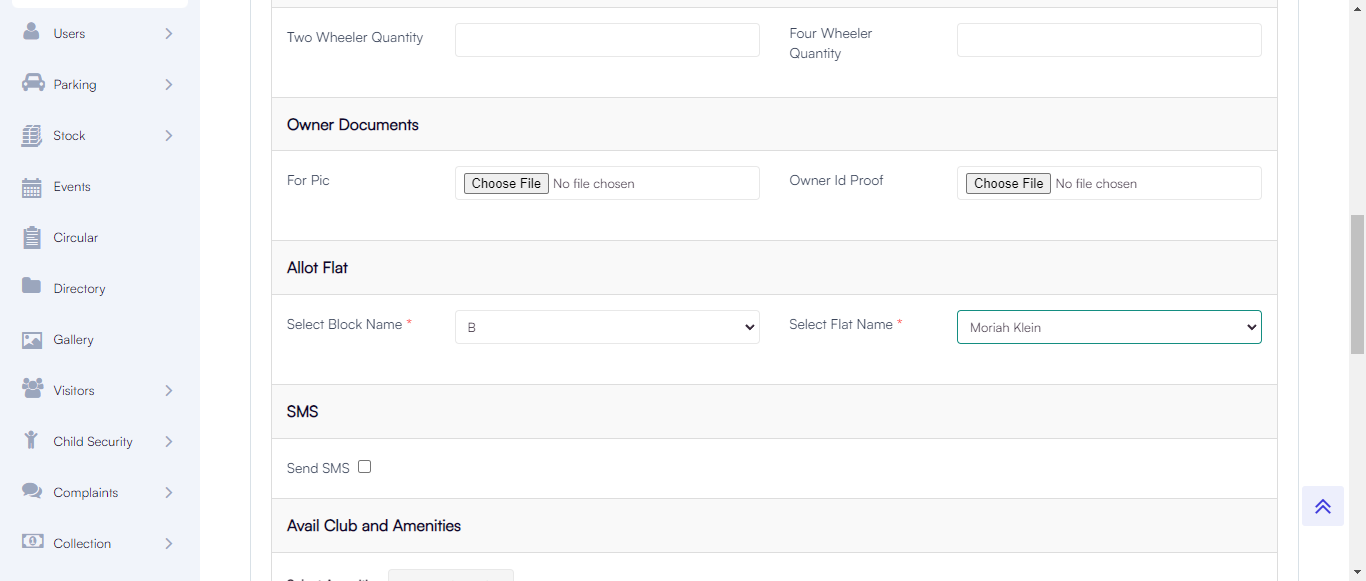 Users
Parking
Stock
Events
Circular
Directory
Gallery
Visitors
Child Security
Complaints
Collection
Two Wheeler Quantity
Four Wheeler
Quantity
Owner Documents
For Pic
Choose File No file chosen
Owner Id Proof
Choose File No file chosen
Allot Flat
Select Block Name *
B
Select Flat Name *
Moriah Klein
SMS
Send SMS
Avail Club and Amenities